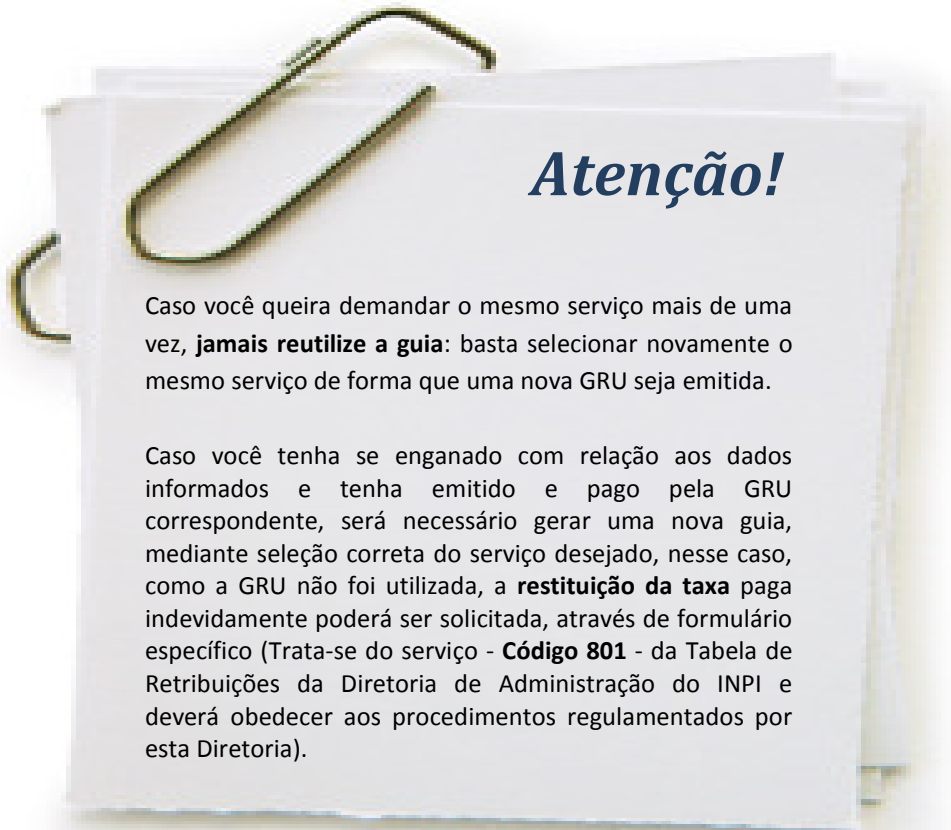 Atenção!
Caso você queira demandar o mesmo serviço mais de uma
vez, jamais reutilize a guia: basta selecionar novamente o
mesmo serviço de forma que uma nova GRU seja emitida.
Caso você tenha se enganado com relação aos dados
informados e tenha emitido e pago pela GRU
correspondente, será necessário gerar uma nova guia,
mediante seleção correta do serviço desejado, nesse caso,
como a GRU não foi utilizada, a restituição da taxa paga
indevidamente poderá ser solicitada, através de formulário
específico (Trata-se do serviço - Código 801 - da Tabela de
Retribuições da Diretoria de Administração do INPI e
deverá obedecer aos procedimentos regulamentados por
esta Diretoria).